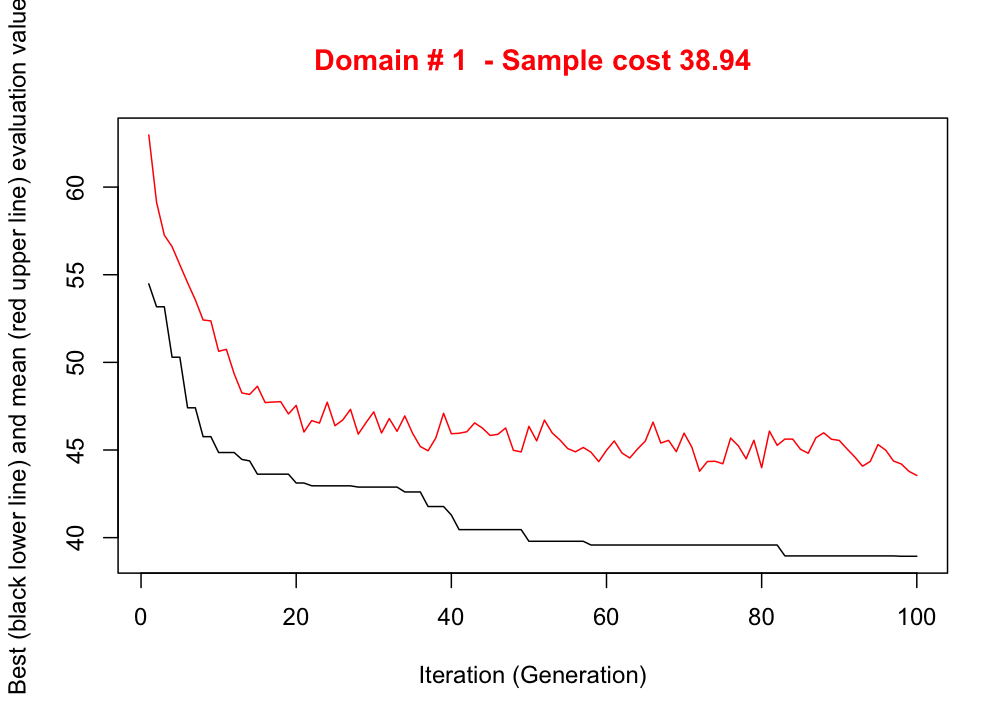 Domain # 1  - Sample cost 38.94
Best (black lower line) and mean (red upper line) evaluation value
60
55
50
45
40
0 20 40 60 80 100
Iteration (Generation)